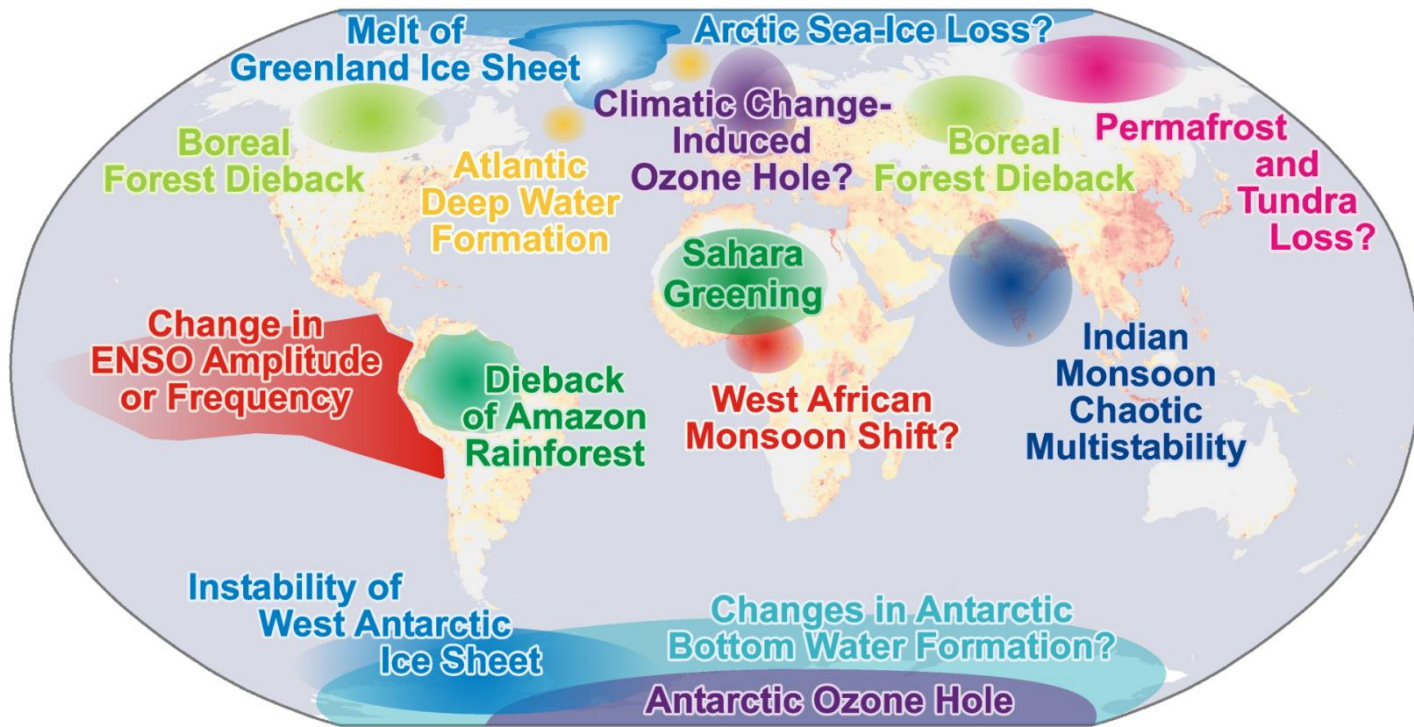 Melt of
Greenland Ice Sheet
Arctic Sea-Ice Loss?
Climatic Change-
Induced
Ozone Hole?
Boreal
Forest Dieback
Atlantic
Deep Water
Formation
Boreal
Forest Dieback
Permafrost
and
Tundra
Loss?
Sahara
Greening
Change in
ENSO Amplitude
or Frequency
Dieback
of Amazon
Rainforest
West African
Monsoon Shift?
Indian
Monsoon
Chaotic
Multistability
Instability of
West Antarctic
Ice Sheet
Changes in Antarctic
Bottom Water Formation?
Antarctic Ozone Hole